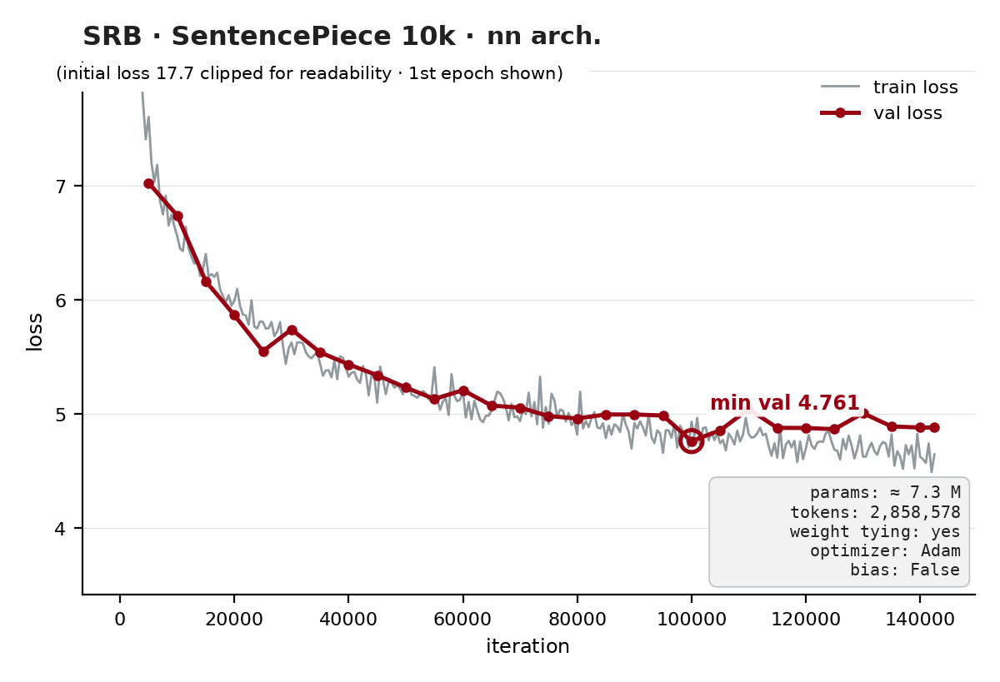 SRB · SentencePiece 10k · nn arch.
(initial loss 17.7 clipped for readability · 1st epoch shown)
train loss
val loss
7
6
5
4
loss
min val 4.761
params: ≈ 7.3 M
tokens: 2,858,578
weight tying: yes
optimizer: Adam
bias: False
0 20000 40000 60000 80000 100000 120000 140000
iteration